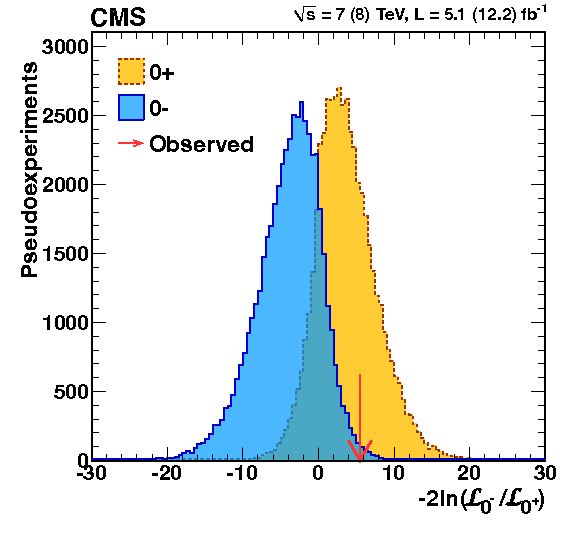 CMS
√s = 7 (8) TeV, L = 5.1 (12.2) fb⁻¹
3000
2500
2000
1500
1000
500
0
Pseudoexperiments
0+
0-
Observed
-30 -20 -10 0 10 20 30
-2ln(ℒ₀⁻/ℒ₀⁺)